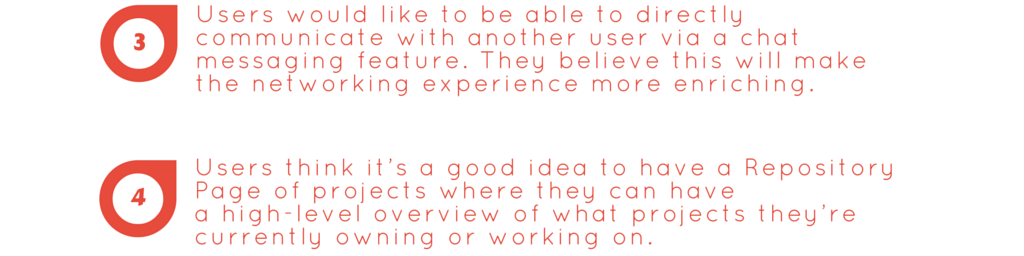 3
Users would like to be able to directly
communicate with another user via a chat
messaging feature. They believe this will make
the networking experience more enriching.
4
Users think it's a good idea to have a Repository
Page of projects where they can have
a high-level overview of what projects they're
currently owning or working on.